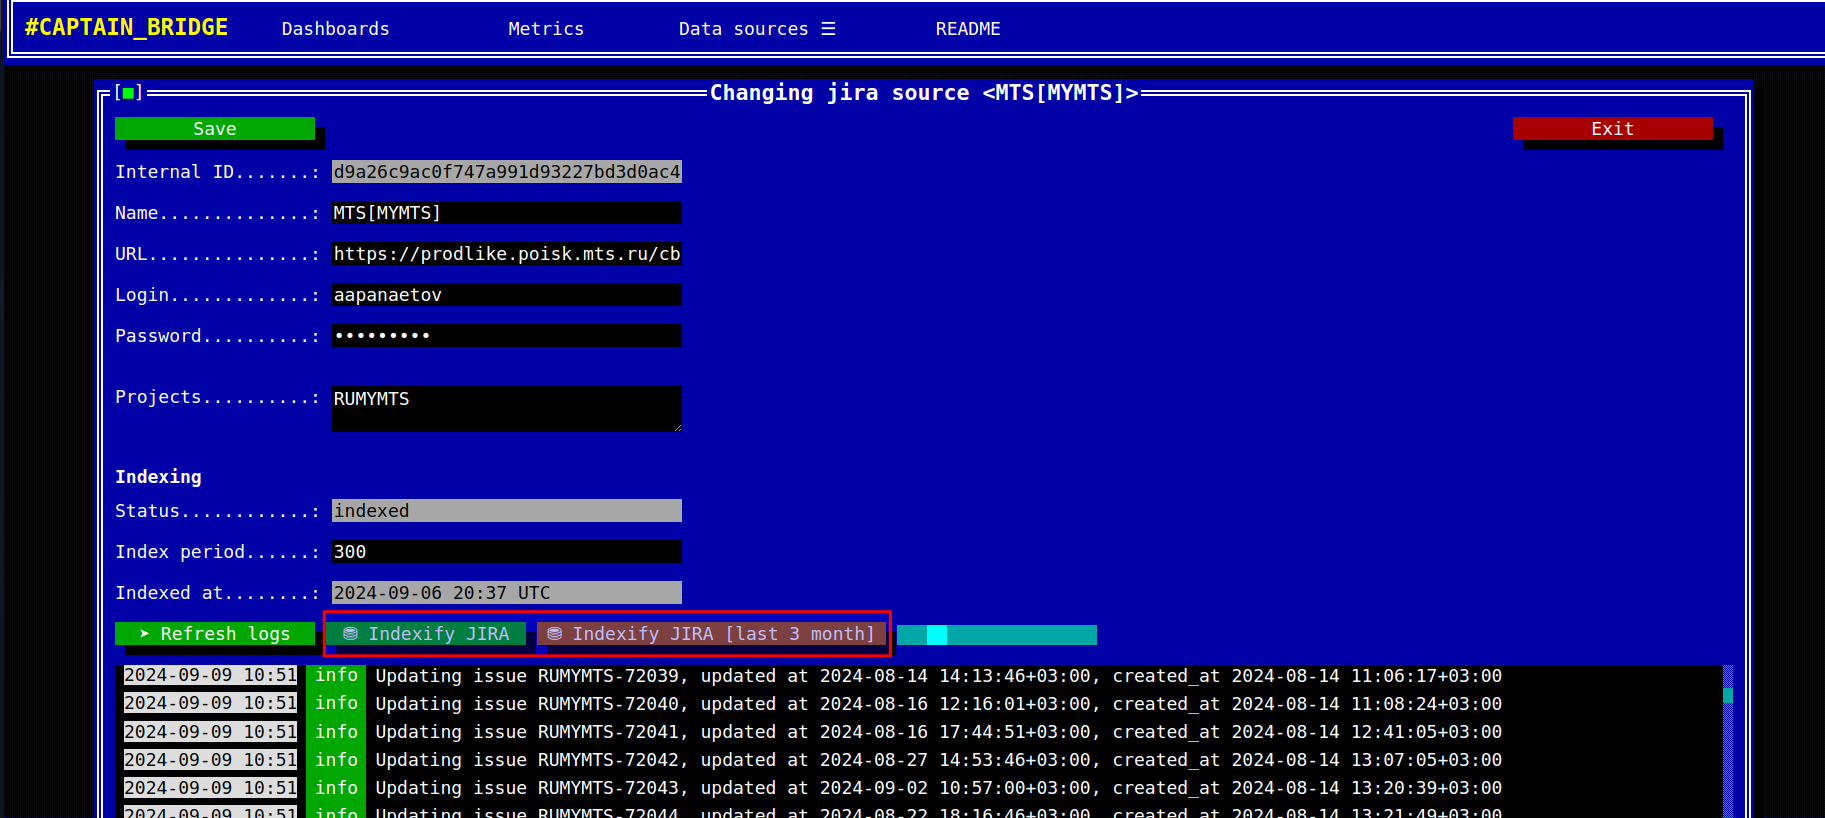 #CAPTAIN_BRIDGE Dashboards Metrics Data sources ☰ README
[■] Changing jira source <MTS[MYMTS]>
Save Exit
Internal ID.......: d9a26c9ac0f747a991d93227bd3d0ac4
Name..............: MTS[MYMTS]
URL...............: https://prodlike.poisk.mts.ru/cb
Login.............: aapanaetov
Password..........: •••••••••
Projects..........: RUMYMTS
Indexing
Status............: indexed
Index period......: 300
Indexed at........: 2024-09-06 20:37 UTC
➤ Refresh logs Indexify JIRA Indexify JIRA [last 3 month]
2024-09-09 10:51 info Updating issue RUMYMTS-72039, updated at 2024-08-14 14:13:46+03:00, created_at 2024-08-14 11:06:17+03:00
2024-09-09 10:51 info Updating issue RUMYMTS-72040, updated at 2024-08-16 12:16:01+03:00, created_at 2024-08-14 11:08:24+03:00
2024-09-09 10:51 info Updating issue RUMYMTS-72041, updated at 2024-08-16 17:44:51+03:00, created_at 2024-08-14 12:41:05+03:00
2024-09-09 10:51 info Updating issue RUMYMTS-72042, updated at 2024-08-27 14:53:46+03:00, created_at 2024-08-14 13:07:05+03:00
2024-09-09 10:51 info Updating issue RUMYMTS-72043, updated at 2024-09-02 10:57:00+03:00, created_at 2024-08-14 13:20:39+03:00
2024-09-09 10:51 info Updating issue RUMYMTS-72044, updated at 2024-08-22 18:16:46+03:00, created_at 2024-08-14 13:21:49+03:00